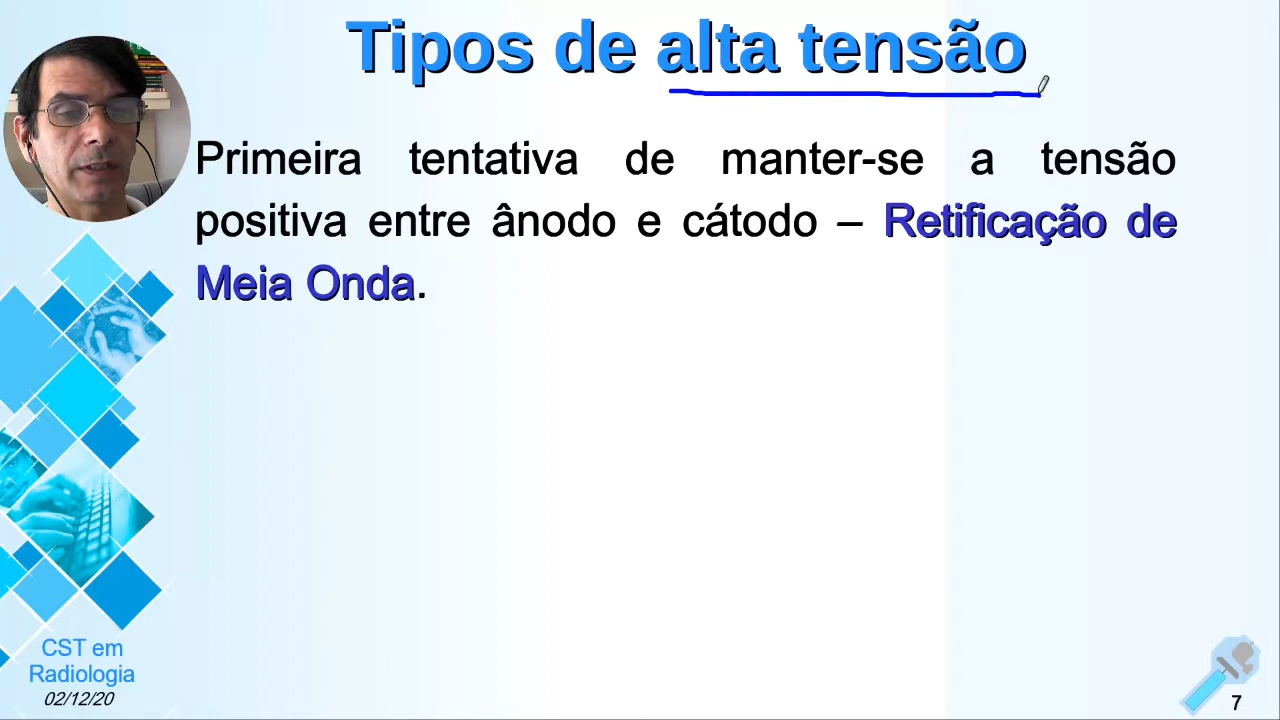 Tipos de alta tensão
Primeira tentativa de manter-se a tensão
positiva entre ânodo e cátodo – Retificação de
Meia Onda.
CST em
Radiologia
02/12/20
7